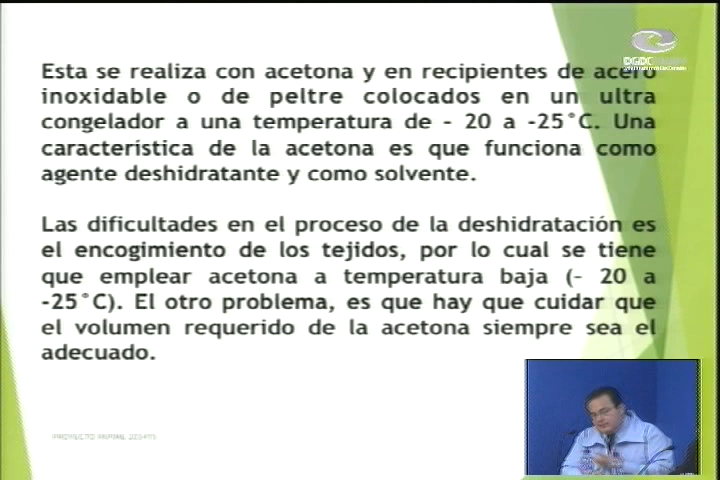 DGDC
Esta se realiza con acetona y en recipientes de acero
inoxidable o de peltre colocados en un ultra
congelador a una temperatura de – 20 a -25°C. Una
característica de la acetona es que funciona como
agente deshidratante y como solvente.
Las dificultades en el proceso de la deshidratación es
el encogimiento de los tejidos, por lo cual se tiene
que emplear acetona a temperatura baja (– 20 a
-25°C). El otro problema, es que hay que cuidar que
el volumen requerido de la acetona siempre sea el
adecuado.